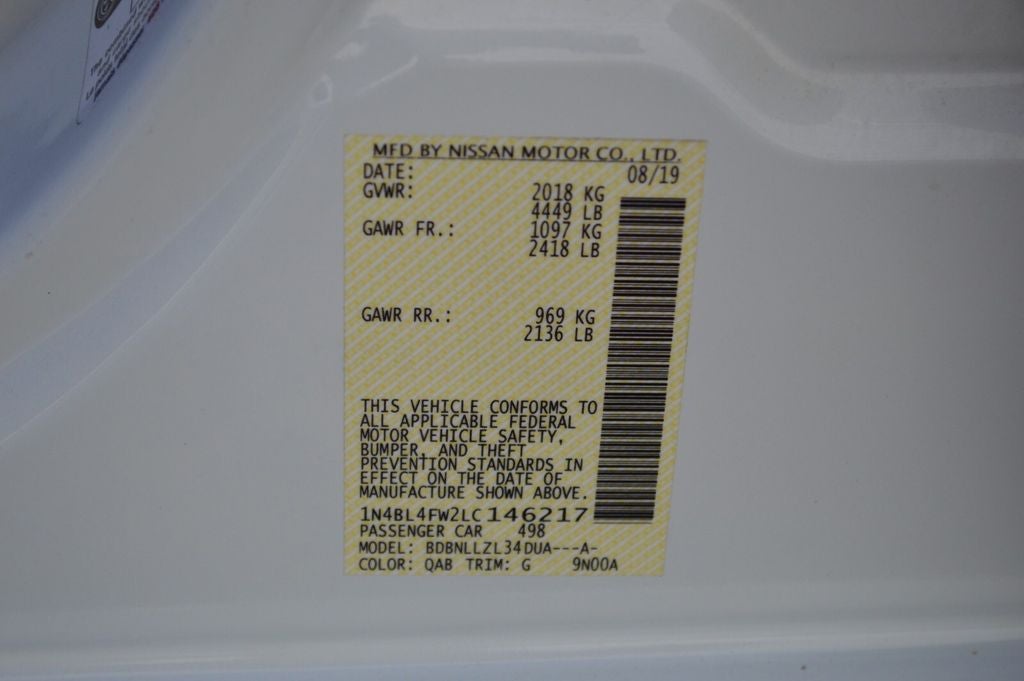 MFD BY NISSAN MOTOR CO., LTD.
DATE: 08/19
GVWR: 2018 KG
4449 LB
GAWR FR.: 1097 KG
2418 LB
GAWR RR.: 969 KG
2136 LB
THIS VEHICLE CONFORMS TO
ALL APPLICABLE FEDERAL
MOTOR VEHICLE SAFETY,
BUMPER, AND THEFT
PREVENTION STANDARDS IN
EFFECT ON THE DATE OF
MANUFACTURE SHOWN ABOVE.
1N4BL4FW2LC146217
PASSENGER CAR 498
MODEL: BDBNLLZL34DUA---A-
COLOR: QAB TRIM: G 9N00A